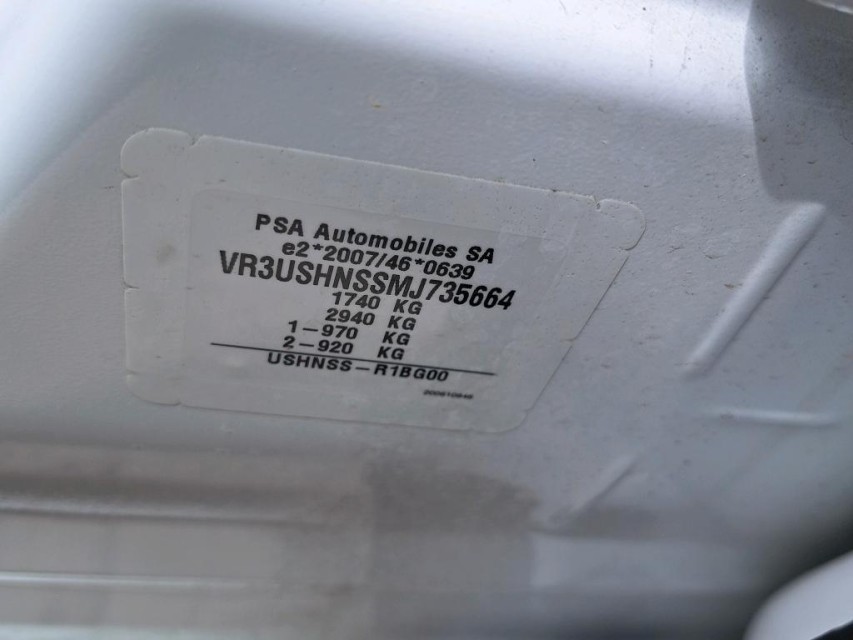 PSA Automobiles SA
e2*2007/46*0639
VR3USHNSSMJ735664
1740 KG
2940 KG
1-970 KG
2-920 KG
USHNSS-R1BG00